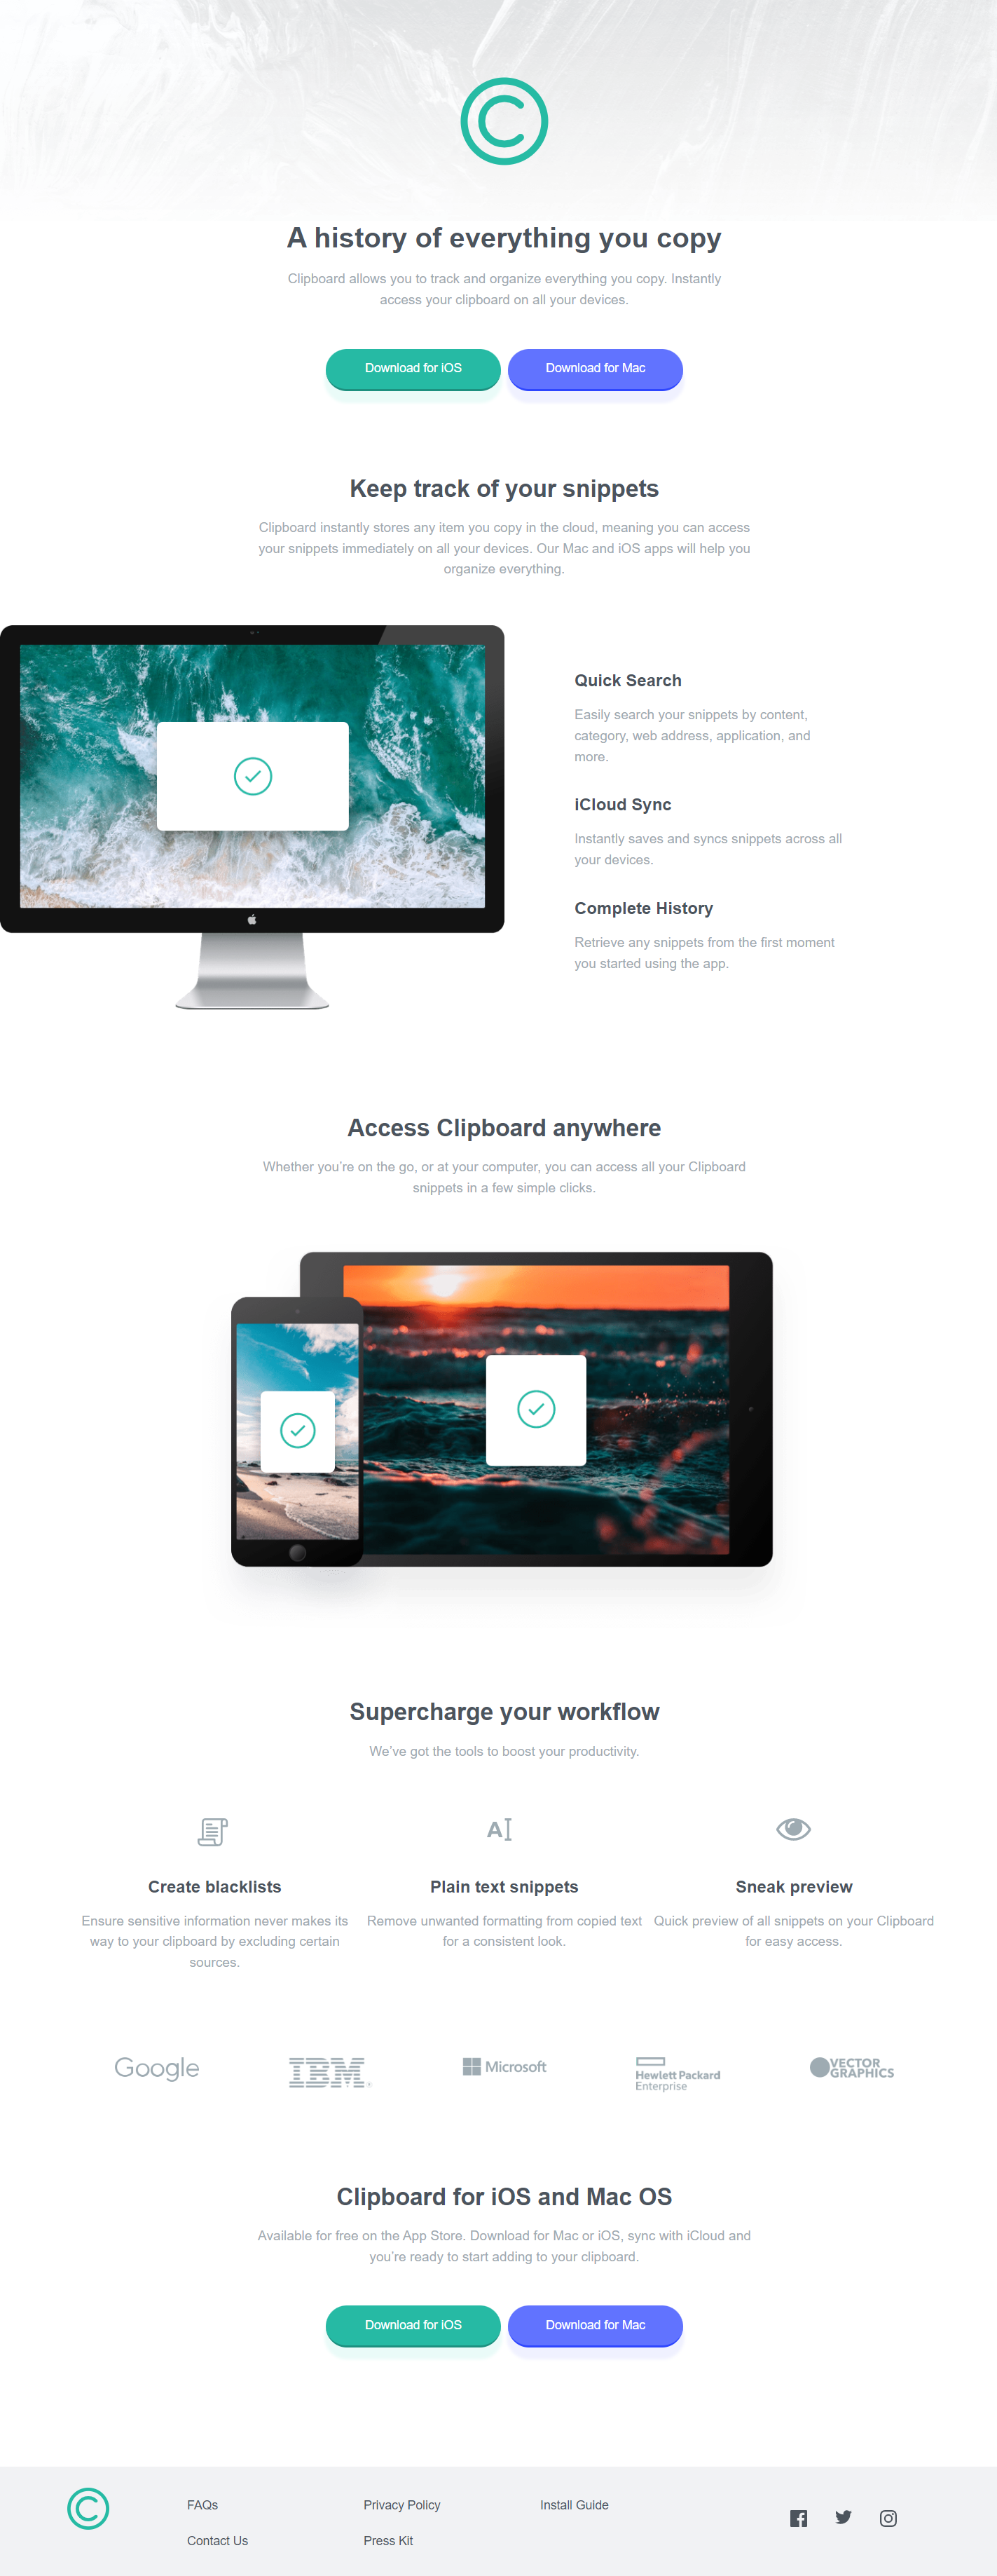 A history of everything you copy
Clipboard allows you to track and organize everything you copy. Instantly
access your clipboard on all your devices.
Download for iOS
Download for Mac
Keep track of your snippets
Clipboard instantly stores any item you copy in the cloud, meaning you can access
your snippets immediately on all your devices. Our Mac and iOS apps will help you
organize everything.
Quick Search
Easily search your snippets by content,
category, web address, application, and
more.
iCloud Sync
Instantly saves and syncs snippets across all
your devices.
Complete History
Retrieve any snippets from the first moment
you started using the app.
Access Clipboard anywhere
Whether you’re on the go, or at your computer, you can access all your Clipboard
snippets in a few simple clicks.
Supercharge your workflow
We’ve got the tools to boost your productivity.
AI
Create blacklists
Ensure sensitive information never makes its
way to your clipboard by excluding certain
sources.
Plain text snippets
Remove unwanted formatting from copied text
for a consistent look.
Sneak preview
Quick preview of all snippets on your Clipboard
for easy access.
Google
IBM®
Microsoft
Hewlett Packard
Enterprise
VECTOR
GRAPHICS
Clipboard for iOS and Mac OS
Available for free on the App Store. Download for Mac or iOS, sync with iCloud and
you’re ready to start adding to your clipboard.
Download for iOS
Download for Mac
FAQs
Contact Us
Privacy Policy
Press Kit
Install Guide